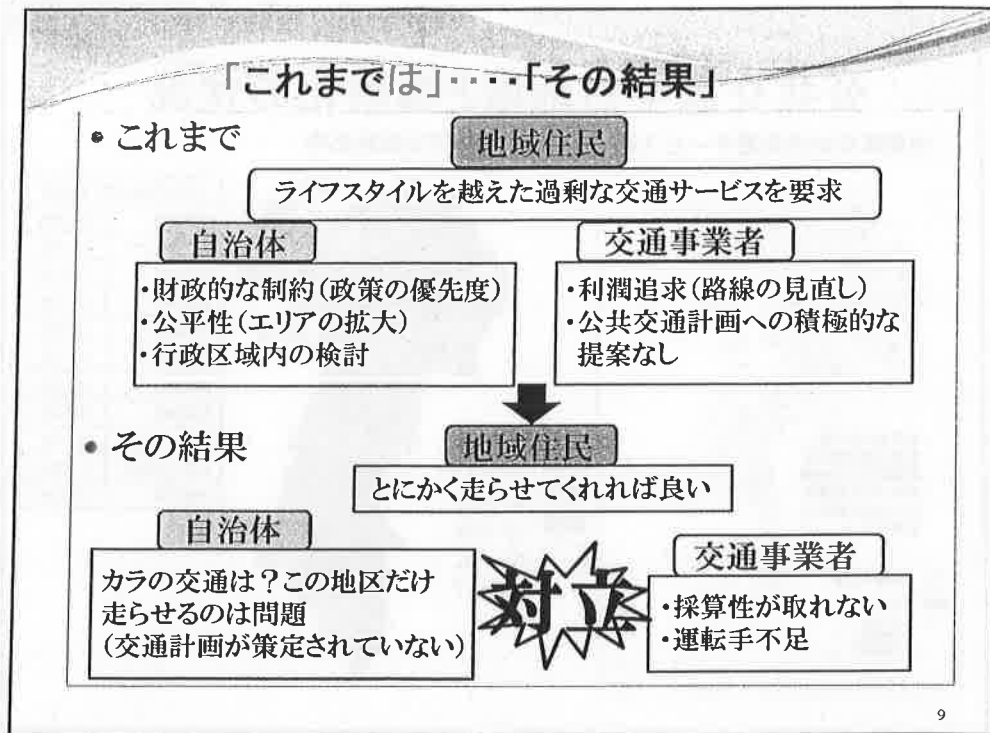 「これまでは」····「その結果」
• これまで
地域住民
ライフスタイルを越えた過剰な交通サービスを要求
自治体
・財政的な制約(政策の優先度)
・公平性(エリアの拡大)
・行政区域内の検討
交通事業者
・利潤追求(路線の見直し)
・公共交通計画への積極的な
提案なし
• その結果
地域住民
とにかく走らせてくれれば良い
自治体
カラの交通は?この地区だけ
走らせるのは問題
(交通計画が策定されていない)
対立
交通事業者
・採算性が取れない
・運転手不足
9